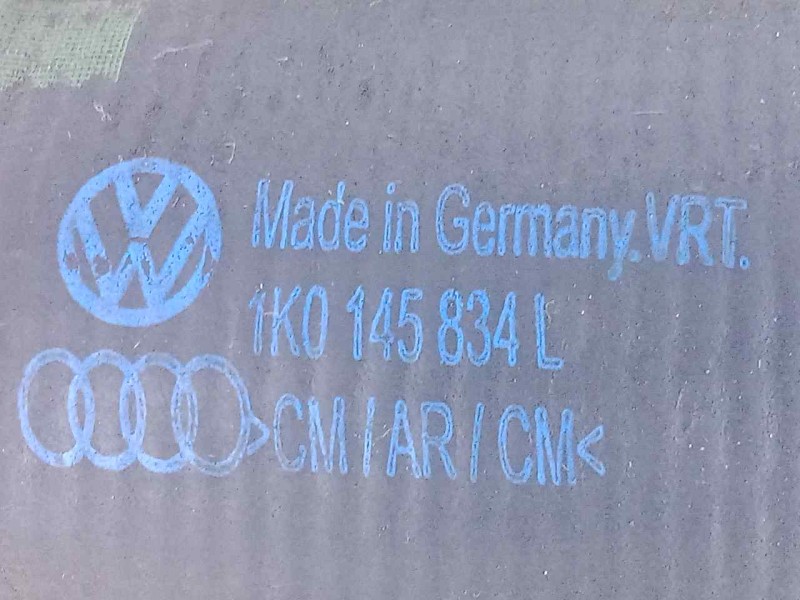 Made in Germany.VRT.
1K0 145 834 L
>CM/AR/CM<